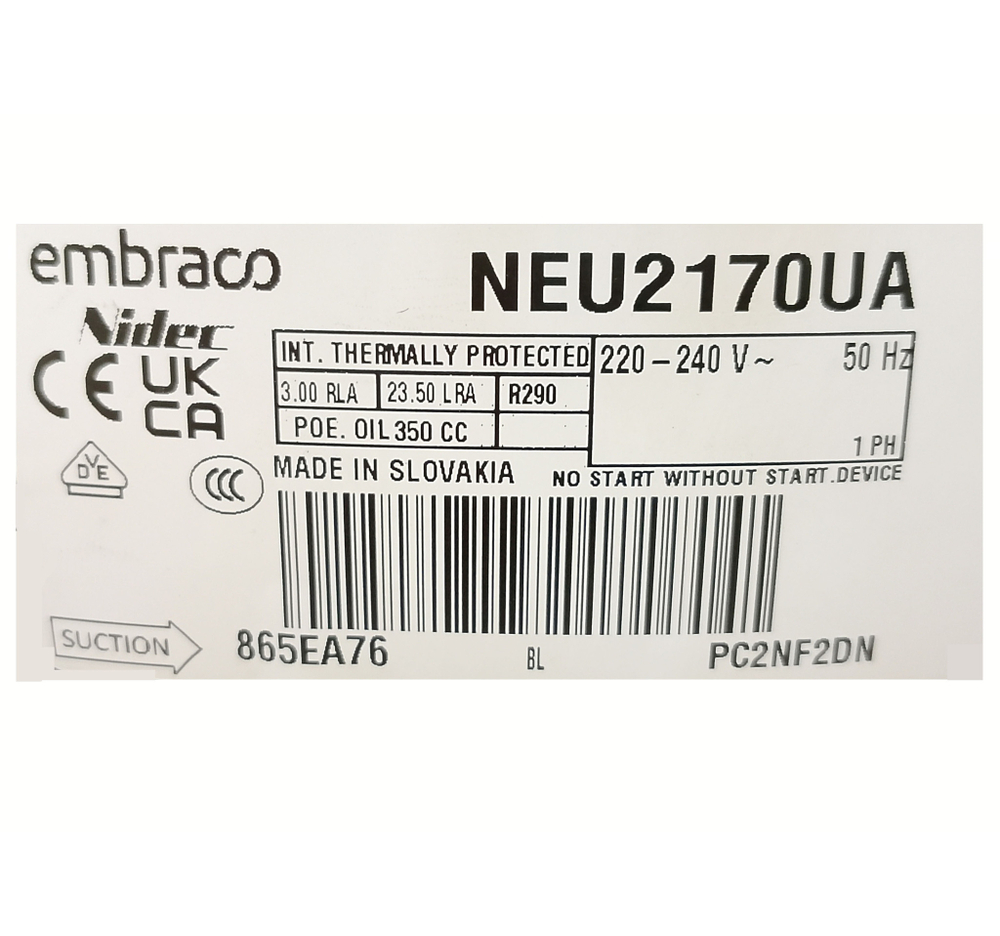 embraco
NEU2170UA
Nidec
INT. THERMALLY PROTECTED
220-240 V~ 50 Hz
3.00 RLA 23.50 LRA R290
POE. OIL 350 CC
1 PH
CE UK
CA
VDE
CCC
MADE IN SLOVAKIA
NO START WITHOUT START.DEVICE
SUCTION
865EA76
BL
PC2NF2DN